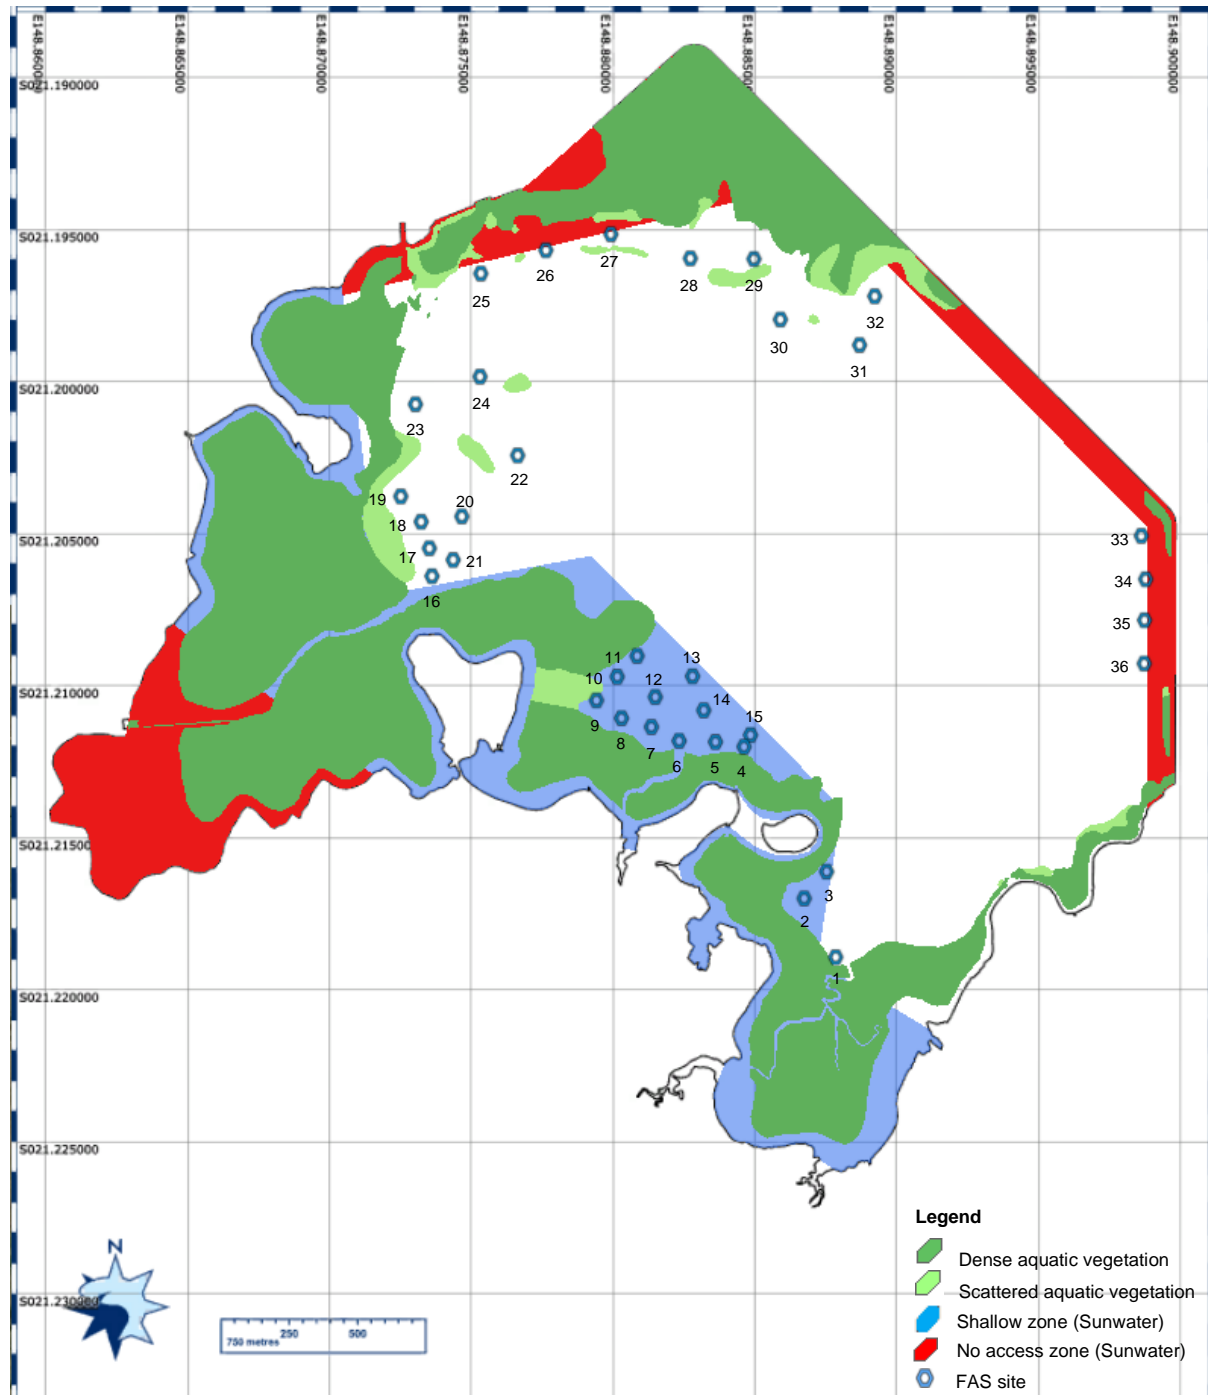 E148.860000
E148.865000
E148.870000
E148.875000
E148.880000
E148.885000
E148.890000
E148.895000
E148.900000
S021.190000
S021.195000
27
26
28
29
25
32
30
31
S021.200000
24
23
22
19
20
18
S021.205000
33
17
21
34
16
35
11
13
36
10
12
S021.210000
14
9
15
8
7
6
5
4
S021.215000
3
2
1
S021.220000
S021.225000
Legend
N
Dense aquatic vegetation
Scattered aquatic vegetation
S021.230000
Shallow zone (Sunwater)
750 metres 250 500
No access zone (Sunwater)
FAS site